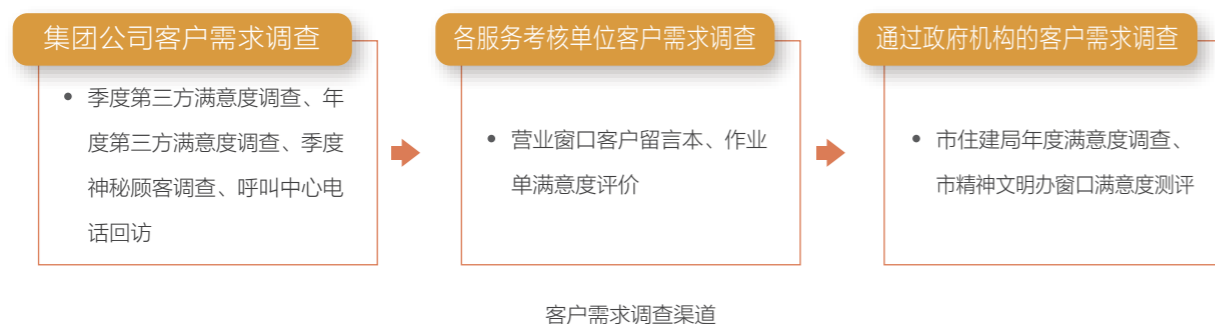 集团公司客户需求调查
• 季度第三方满意度调查、年
度第三方满意度调查、季度
神秘顾客调查、呼叫中心电
话回访
各服务考核单位客户需求调查
• 营业窗口客户留言本、作业
单满意度评价
通过政府机构的客户需求调查
• 市住建局年度满意度调查、
市精神文明办窗口满意度测评
客户需求调查渠道